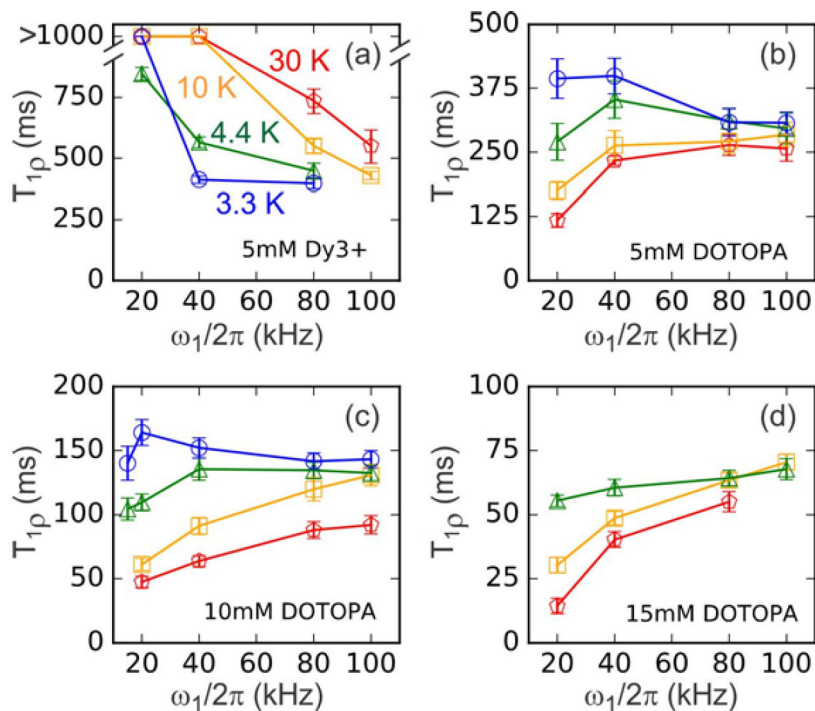 (a)
>1000
750
500
250
0
T1ρ (ms)
30 K
10 K
4.4 K
3.3 K
5mM Dy3+
20 40 60 80 100
ω1/2π (kHz)
(b)
500
375
250
125
0
T1ρ (ms)
5mM DOTOPA
20 40 60 80 100
ω1/2π (kHz)
(c)
200
150
100
50
0
T1ρ (ms)
10mM DOTOPA
20 40 60 80 100
ω1/2π (kHz)
(d)
100
75
50
25
0
T1ρ (ms)
15mM DOTOPA
20 40 60 80 100
ω1/2π (kHz)